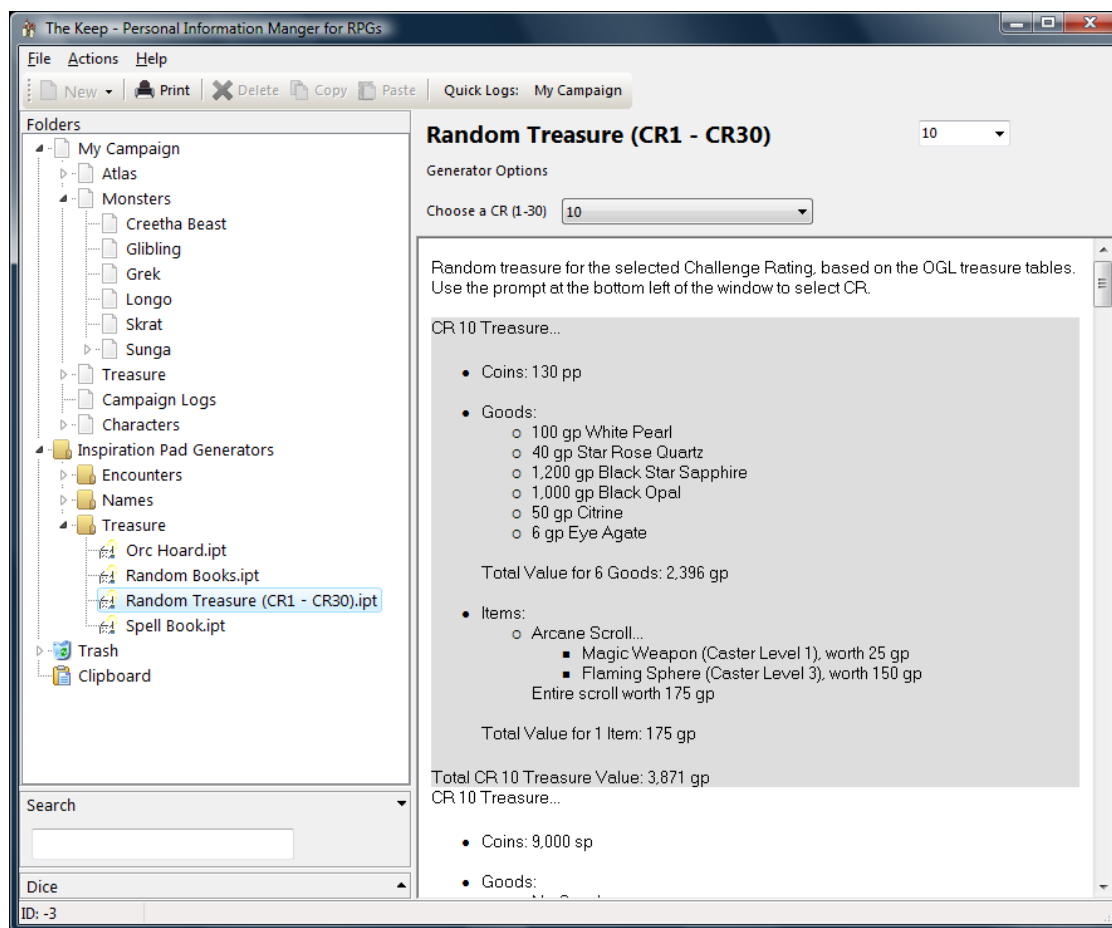 The Keep - Personal Information Manger for RPGs
File Actions Help
New Print Delete Copy Paste Quick Logs: My Campaign
Folders
My Campaign
Atlas
Monsters
Creetha Beast
Glibling
Grek
Longo
Skrat
Sunga
Treasure
Campaign Logs
Characters
Inspiration Pad Generators
Encounters
Names
Treasure
Orc Hoard.ipt
Random Books.ipt
Random Treasure (CR1 - CR30).ipt
Spell Book.ipt
Trash
Clipboard
Search
Dice
ID: -3
Random Treasure (CR1 - CR30) 10
Generator Options
Choose a CR (1-30) 10
Random treasure for the selected Challenge Rating, based on the OGL treasure tables.
Use the prompt at the bottom left of the window to select CR.
CR 10 Treasure...
• Coins: 130 pp
• Goods:
o 100 gp White Pearl
o 40 gp Star Rose Quartz
o 1,200 gp Black Star Sapphire
o 1,000 gp Black Opal
o 50 gp Citrine
o 6 gp Eye Agate
Total Value for 6 Goods: 2,396 gp
• Items:
o Arcane Scroll...
▪ Magic Weapon (Caster Level 1), worth 25 gp
▪ Flaming Sphere (Caster Level 3), worth 150 gp
Entire scroll worth 175 gp
Total Value for 1 Item: 175 gp
Total CR 10 Treasure Value: 3,871 gp
CR 10 Treasure...
• Coins: 9,000 sp
• Goods: